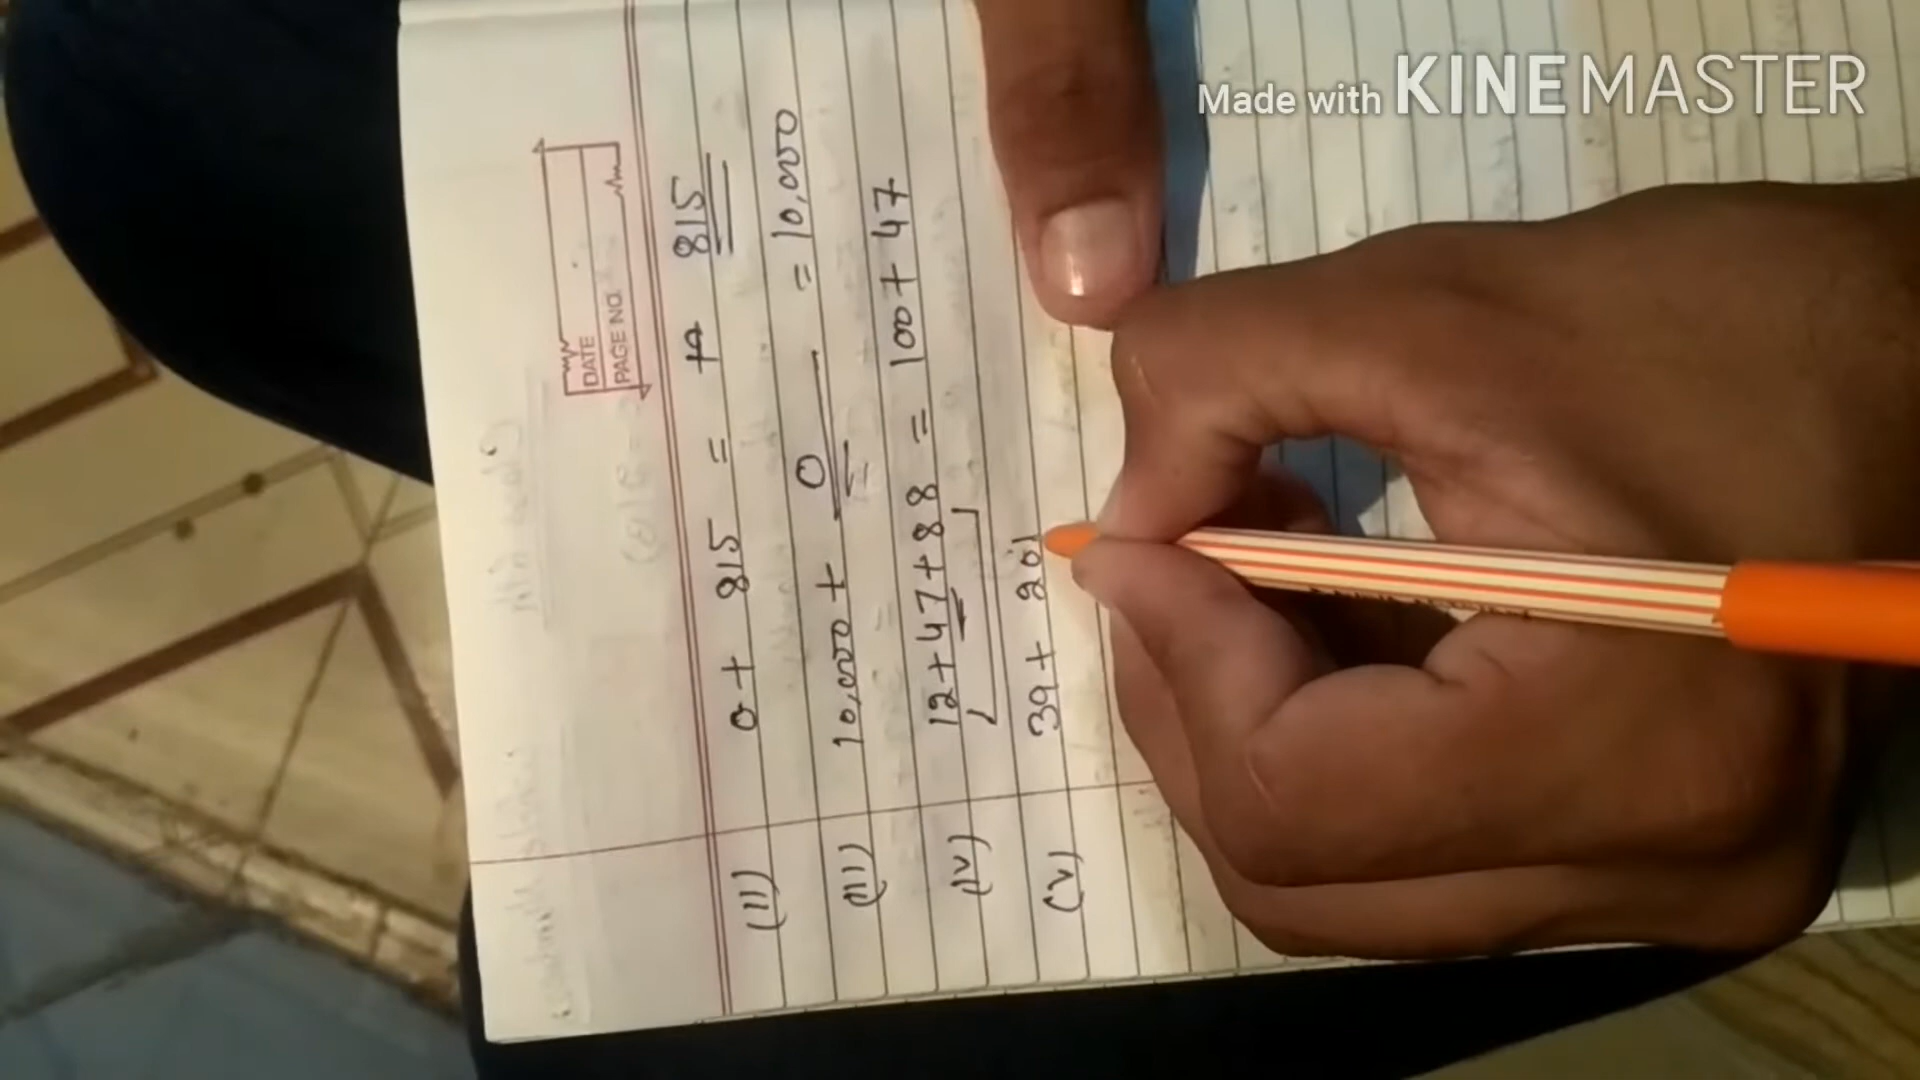 Made with KINEMASTER
DATE
PAGE NO.
(II) 0 + 815 = + 815
(III) 10,000 + 0 = 10,000
(IV) 12 + 47 + 88 = 100 + 47
(V) 39 + 201